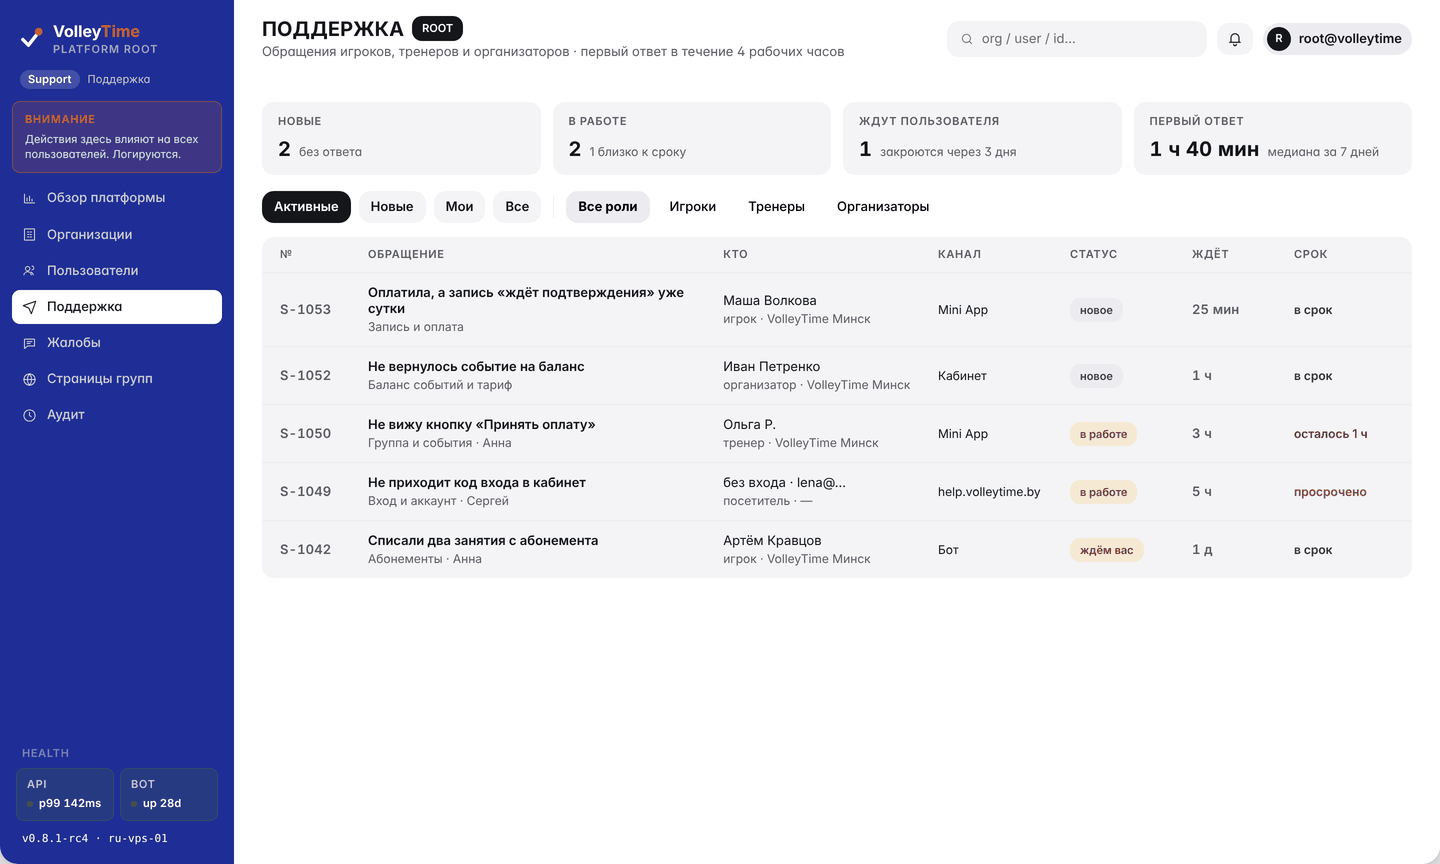 VolleyTime
PLATFORM ROOT
Support Поддержка
ВНИМАНИЕ
Действия здесь влияют на всех
пользователей. Логируются.
Обзор платформы
Организации
Пользователи
Поддержка
Жалобы
Страницы групп
Аудит
HEALTH
API
p99 142ms
BOT
up 28d
v0.8.1-rc4 · ru-vps-01
ПОДДЕРЖКА ROOT
Обращения игроков, тренеров и организаторов · первый ответ в течение 4 рабочих часов
org / user / id...
R root@volleytime
НОВЫЕ
2 без ответа
В РАБОТЕ
2 1 близко к сроку
ЖДУТ ПОЛЬЗОВАТЕЛЯ
1 закроются через 3 дня
ПЕРВЫЙ ОТВЕТ
1 ч 40 мин медиана за 7 дней
Активные Новые Мои Все Все роли Игроки Тренеры Организаторы
№ ОБРАЩЕНИЕ КТО КАНАЛ СТАТУС ЖДЁТ СРОК
S-1053
Оплатила, а запись «ждёт подтверждения» уже
сутки
Запись и оплата
Маша Волкова
игрок · VolleyTime Минск
Mini App
новое
25 мин
в срок
S-1052
Не вернулось событие на баланс
Баланс событий и тариф
Иван Петренко
организатор · VolleyTime Минск
Кабинет
новое
1 ч
в срок
S-1050
Не вижу кнопку «Принять оплату»
Группа и события · Анна
Ольга Р.
тренер · VolleyTime Минск
Mini App
в работе
3 ч
осталось 1 ч
S-1049
Не приходит код входа в кабинет
Вход и аккаунт · Сергей
без входа · lena@...
посетитель · —
help.volleytime.by
в работе
5 ч
просрочено
S-1042
Списали два занятия с абонемента
Абонементы · Анна
Артём Кравцов
игрок · VolleyTime Минск
Бот
ждём вас
1 д
в срок